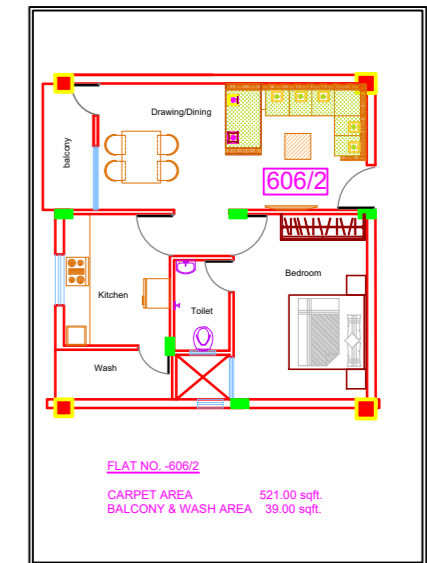 Drawing/Dining
balcony
606/2
Bedroom
Kitchen
Toilet
Wash
FLAT NO. -606/2
CARPET AREA 521.00 sqft.
BALCONY & WASH AREA 39.00 sqft.